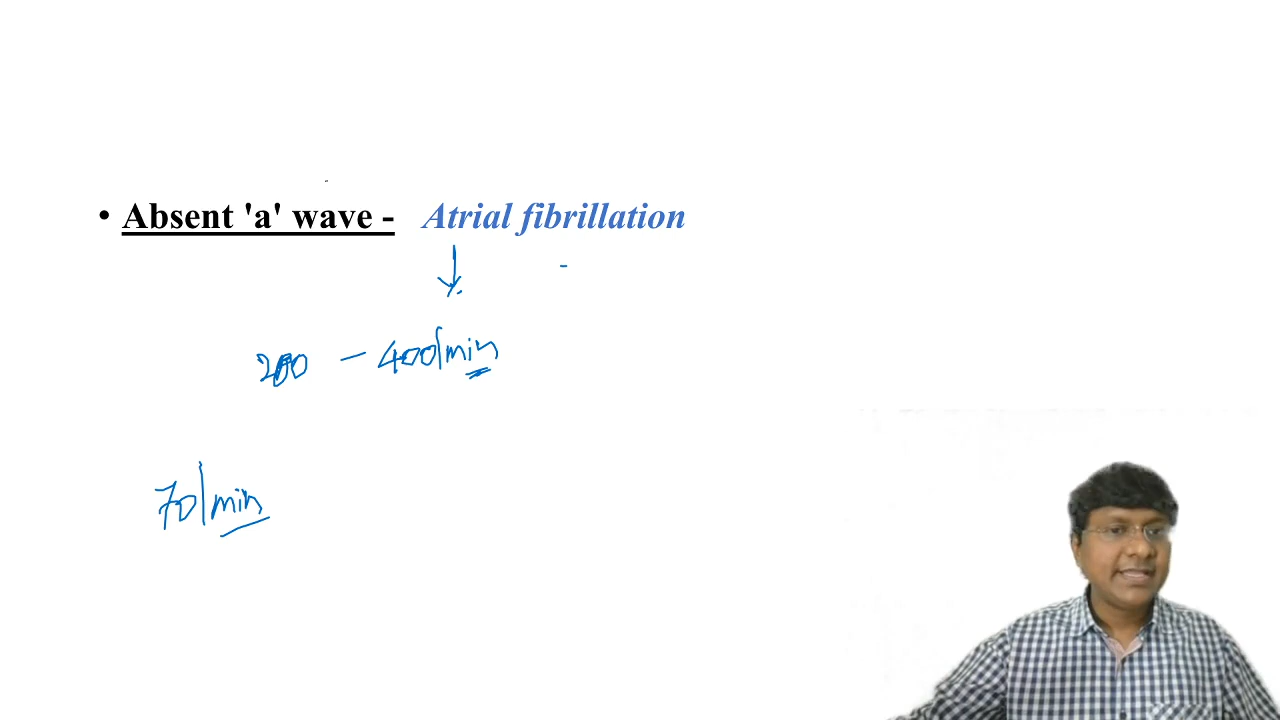 • Absent 'a' wave - Atrial fibrillation
200 – 400/min
70/min